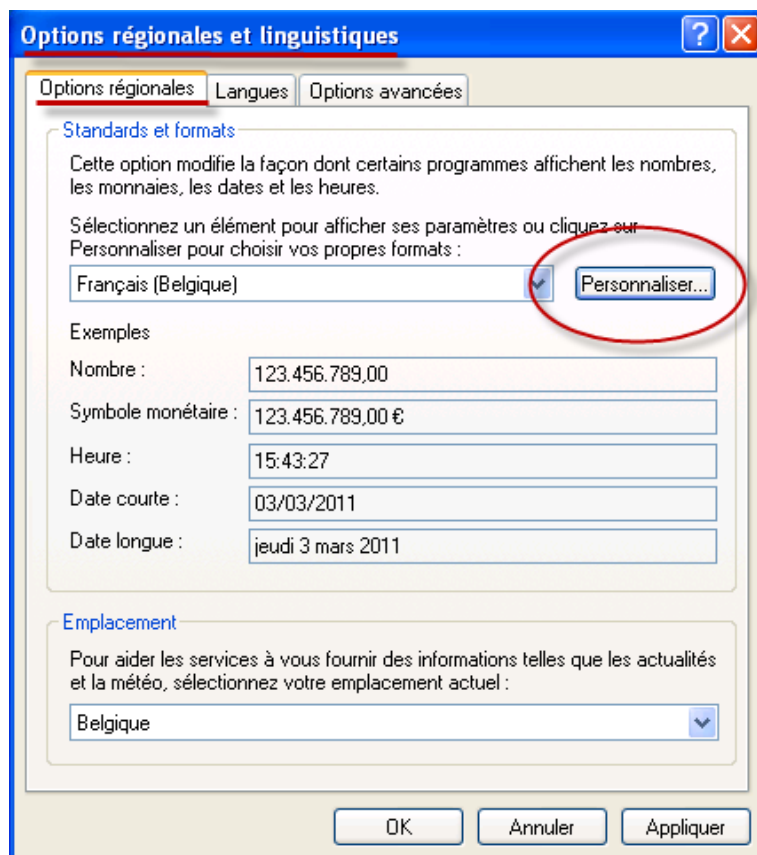 Options régionales et linguistiques
Options régionales Langues Options avancées
Standards et formats
Cette option modifie la façon dont certains programmes affichent les nombres,
les monnaies, les dates et les heures.
Sélectionnez un élément pour afficher ses paramètres ou cliquez sur
Personnaliser pour choisir vos propres formats :
Français (Belgique) Personnaliser...
Exemples
Nombre : 123.456.789,00
Symbole monétaire : 123.456.789,00 €
Heure : 15:43:27
Date courte : 03/03/2011
Date longue : jeudi 3 mars 2011
Emplacement
Pour aider les services à vous fournir des informations telles que les actualités
et la météo, sélectionnez votre emplacement actuel :
Belgique
OK Annuler Appliquer